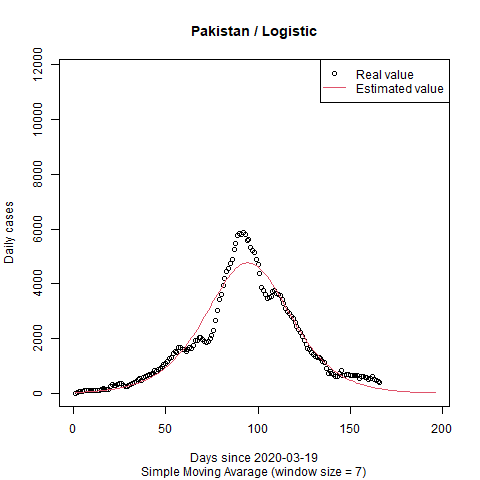 Pakistan / Logistic
Real value
Estimated value
Daily cases
0
2000
4000
6000
8000
10000
12000
0
50
100
150
200
Days since 2020-03-19
Simple Moving Avarage (window size = 7)